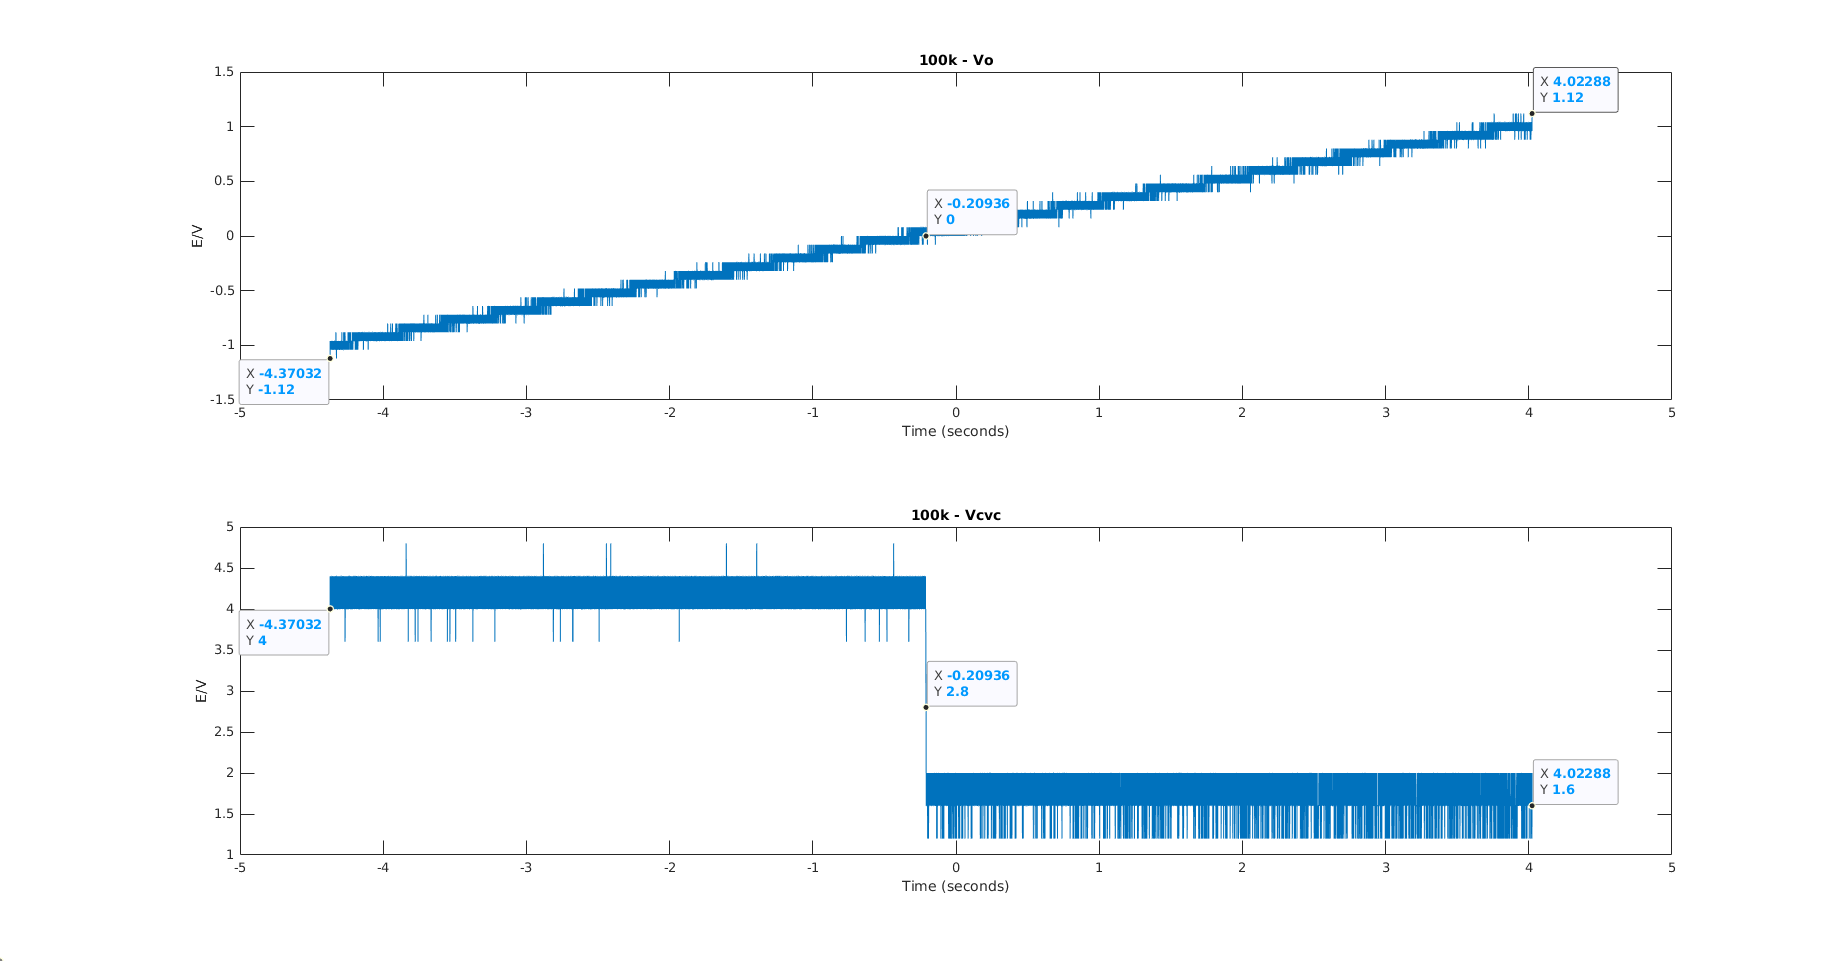 100k - Vo
1.5
1
0.5
0
-0.5
-1
-1.5
E/V
X 4.02288
Y 1.12
X -0.20936
Y 0
X -4.37032
Y -1.12
-5 -4 -3 -2 -1 0 1 2 3 4 5
Time (seconds)
100k - Vcvc
5
4.5
4
3.5
3
2.5
2
1.5
1
E/V
X -4.37032
Y 4
X -0.20936
Y 2.8
X 4.02288
Y 1.6
-5 -4 -3 -2 -1 0 1 2 3 4 5
Time (seconds)